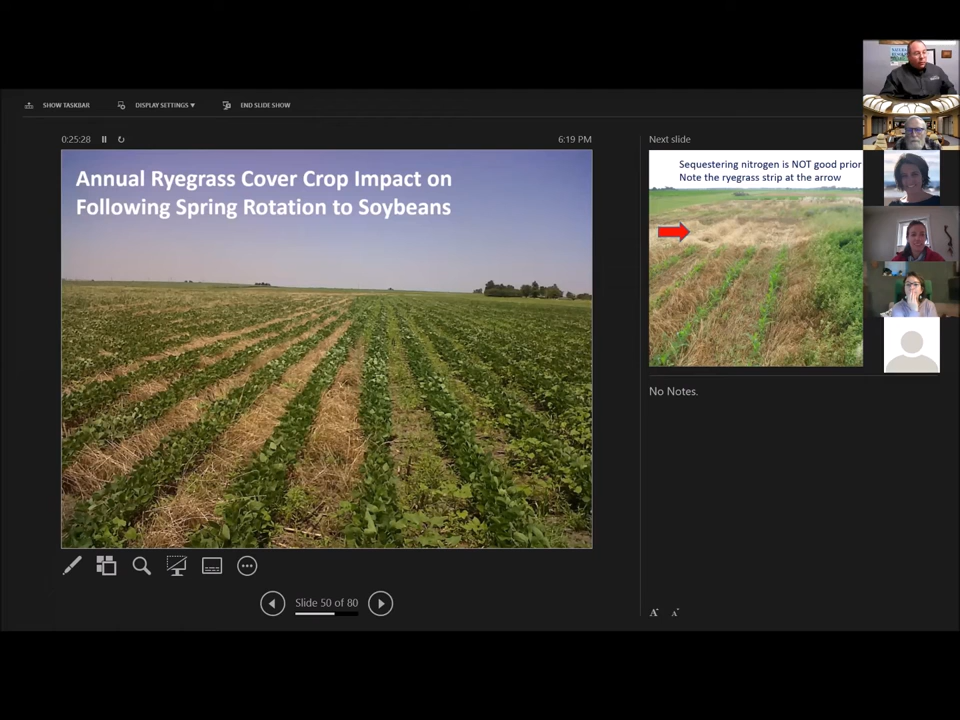 SHOW TASKBAR
DISPLAY SETTINGS ▾
END SLIDE SHOW
0:25:28
6:19 PM
Annual Ryegrass Cover Crop Impact on
Following Spring Rotation to Soybeans
Slide 50 of 80
Next slide
Sequestering nitrogen is NOT good prior
Note the ryegrass strip at the arrow
No Notes.
A A